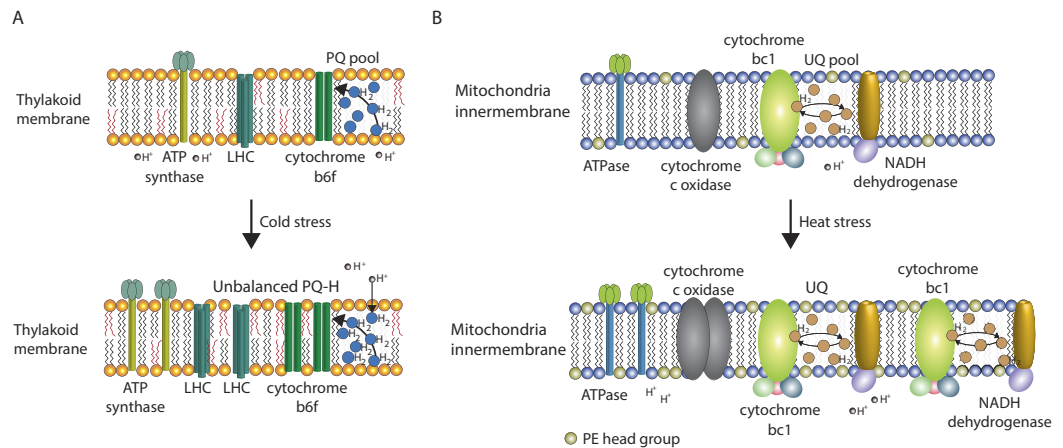 A
PQ pool
Thylakoid
membrane
H₂
H₂
H⁺
ATP
synthase
H⁺
LHC
cytochrome
b6f
H⁺
Cold stress
H⁺
H⁺
Unbalanced PQ-H
Thylakoid
membrane
H₂
H₂
H₂
H₂
H₂
ATP
synthase
LHC
LHC
cytochrome
b6f
B
cytochrome
bc1
UQ pool
Mitochondria
innermembrane
H₂
H₂
ATPase
cytochrome
c oxidase
H⁺
NADH
dehydrogenase
Heat stress
cytochrome
c oxidase
UQ
cytochrome
bc1
Mitochondria
innermembrane
H₂
H₂
H₂
H₂
ATPase
H⁺
H⁺
cytochrome
bc1
H⁺
H⁺
NADH
dehydrogenase
PE head group